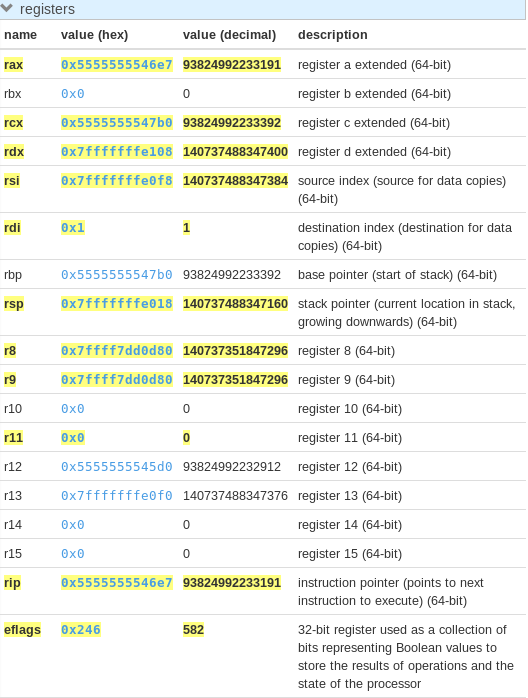 registers
name value (hex) value (decimal) description
rax 0x5555555546e7 93824992233191 register a extended (64-bit)
rbx 0x0 0 register b extended (64-bit)
rcx 0x5555555547b0 93824992233392 register c extended (64-bit)
rdx 0x7fffffffe108 140737488347400 register d extended (64-bit)
rsi 0x7fffffffe0f8 140737488347384 source index (source for data copies)
(64-bit)
rdi 0x1 1 destination index (destination for data
copies) (64-bit)
rbp 0x5555555547b0 93824992233392 base pointer (start of stack) (64-bit)
rsp 0x7fffffffe018 140737488347160 stack pointer (current location in stack,
growing downwards) (64-bit)
r8 0x7ffff7dd0d80 140737351847296 register 8 (64-bit)
r9 0x7ffff7dd0d80 140737351847296 register 9 (64-bit)
r10 0x0 0 register 10 (64-bit)
r11 0x0 0 register 11 (64-bit)
r12 0x5555555545d0 93824992232912 register 12 (64-bit)
r13 0x7fffffffe0f0 140737488347376 register 13 (64-bit)
r14 0x0 0 register 14 (64-bit)
r15 0x0 0 register 15 (64-bit)
rip 0x5555555546e7 93824992233191 instruction pointer (points to next
instruction to execute) (64-bit)
eflags 0x246 582 32-bit register used as a collection of
bits representing Boolean values to
store the results of operations and the
state of the processor